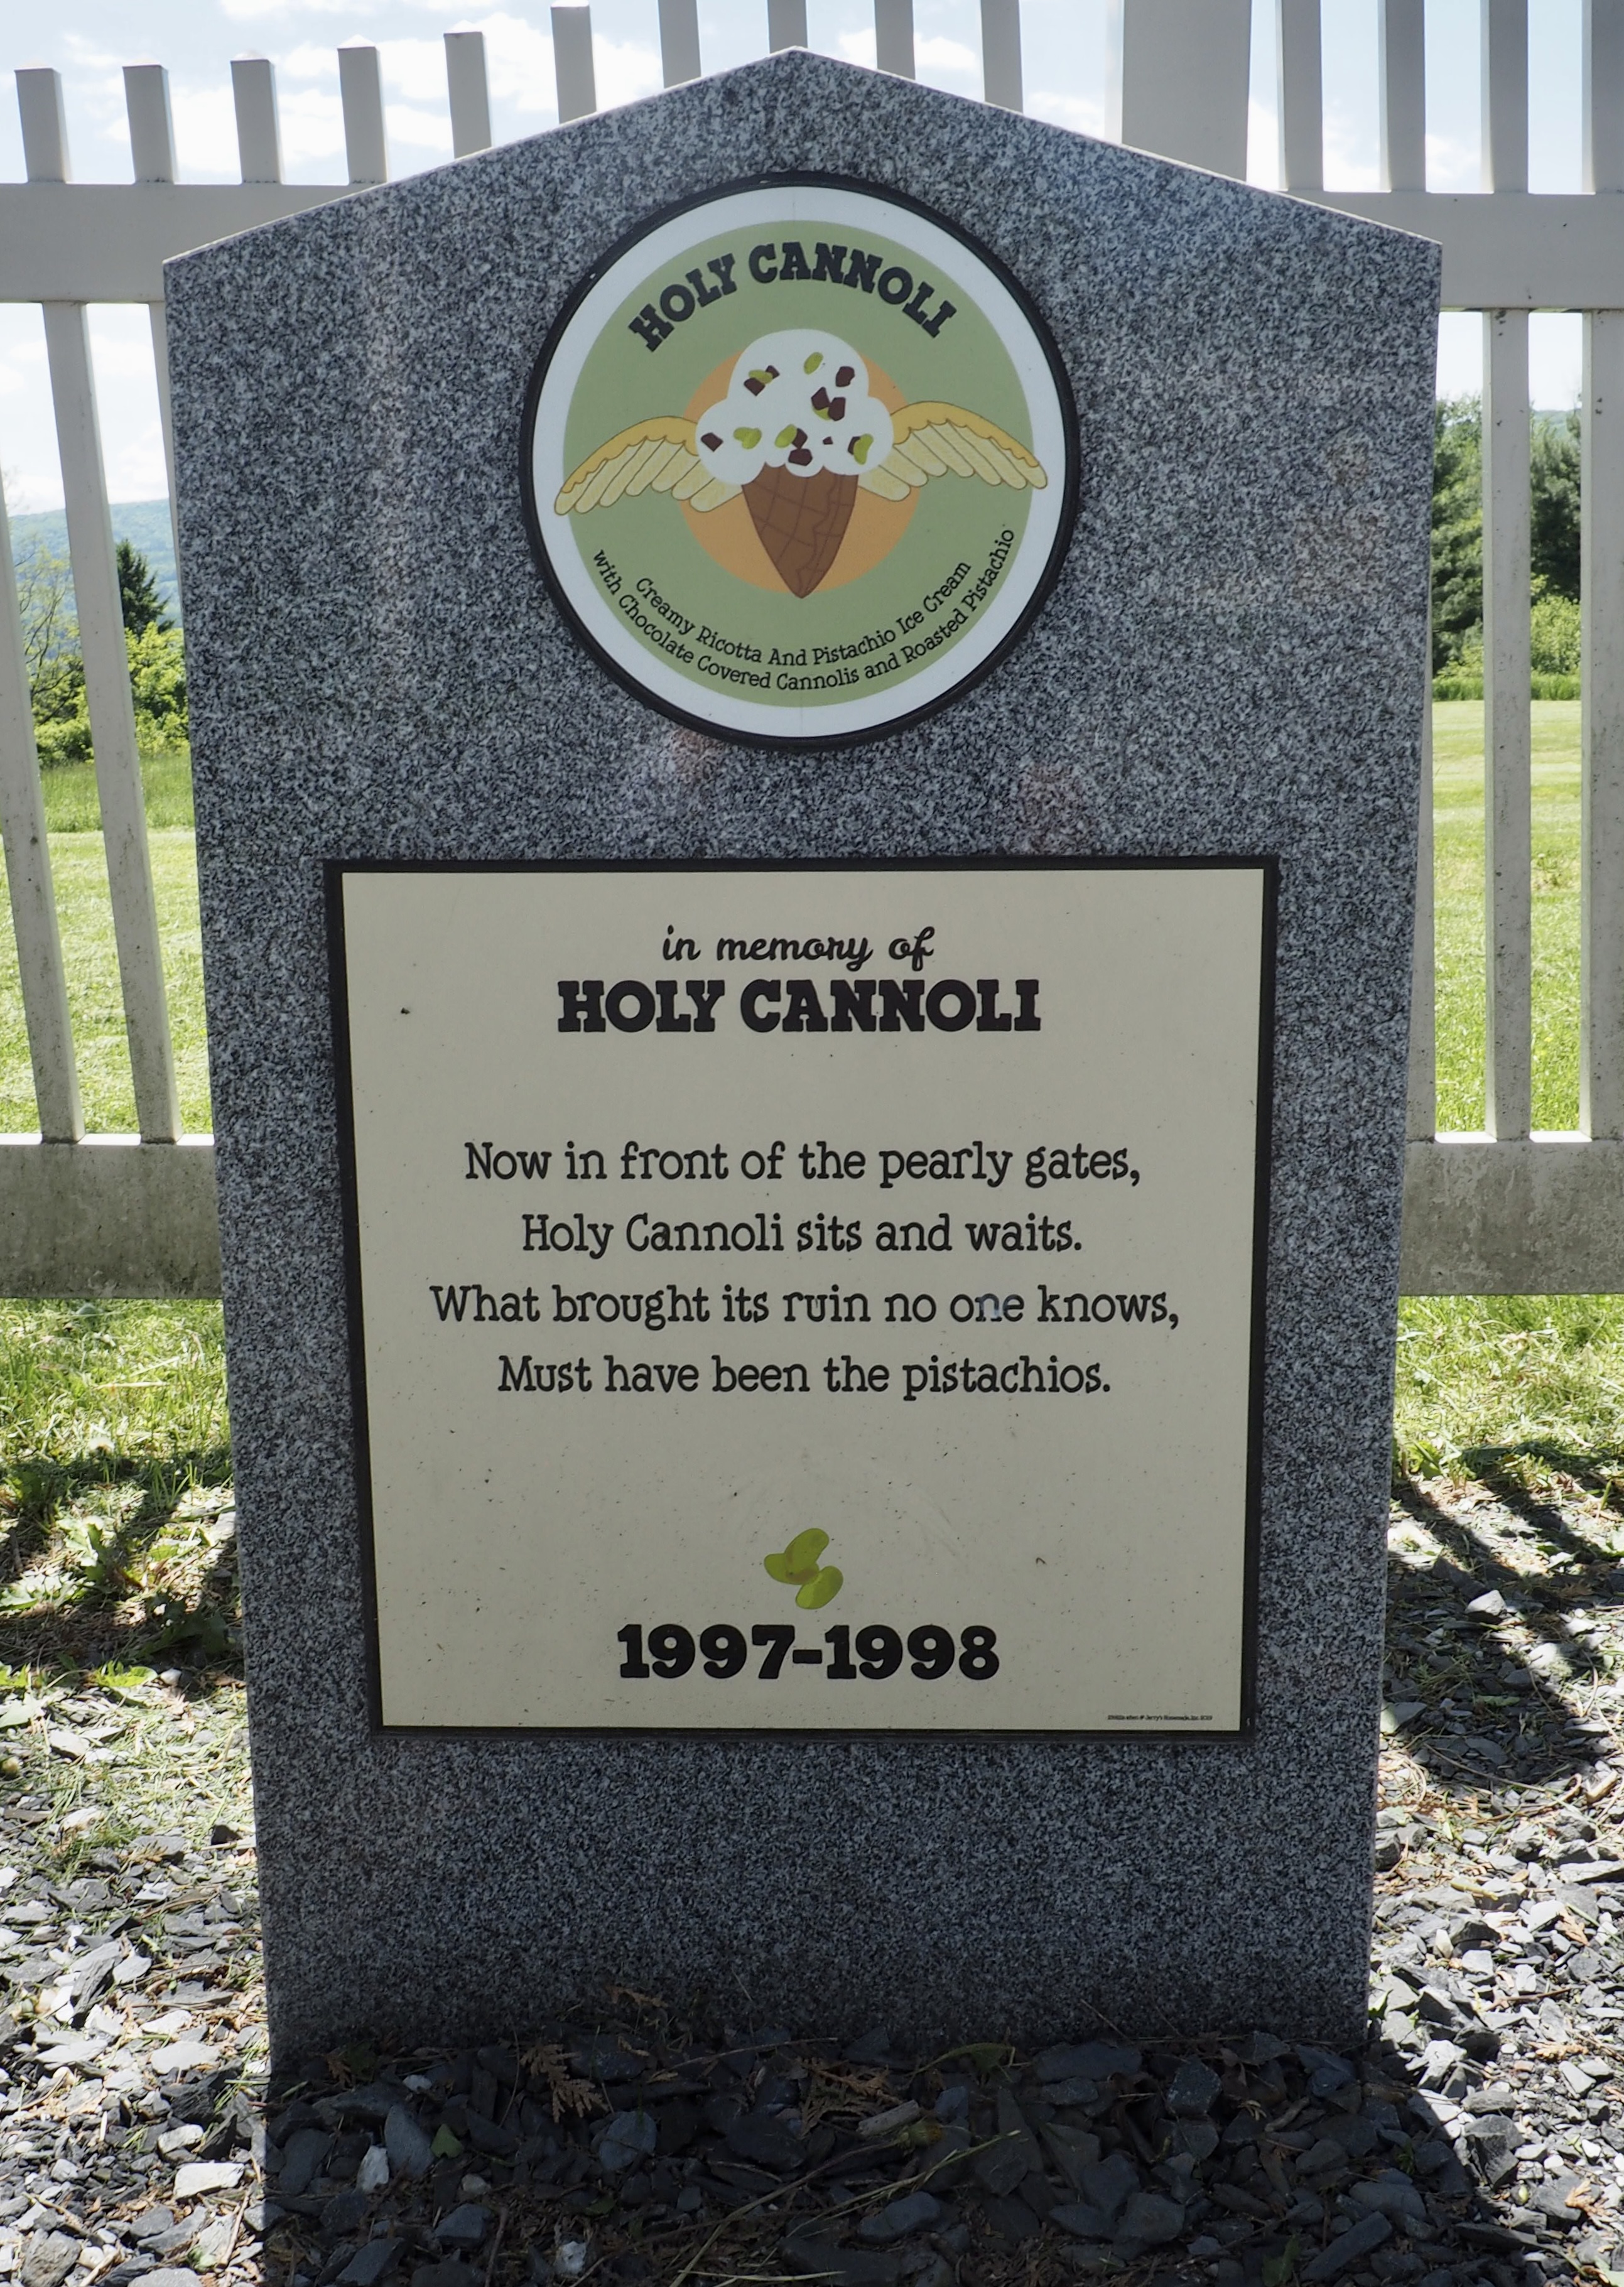 HOLY CANNOLI
Creamy Ricotta And Pistachio Ice Cream
with Chocolate Covered Cannolis and Roasted Pistachio
in memory of
HOLY CANNOLI
Now in front of the pearly gates,
Holy Cannoli sits and waits.
What brought its ruin no one knows,
Must have been the pistachios.
1997-1998